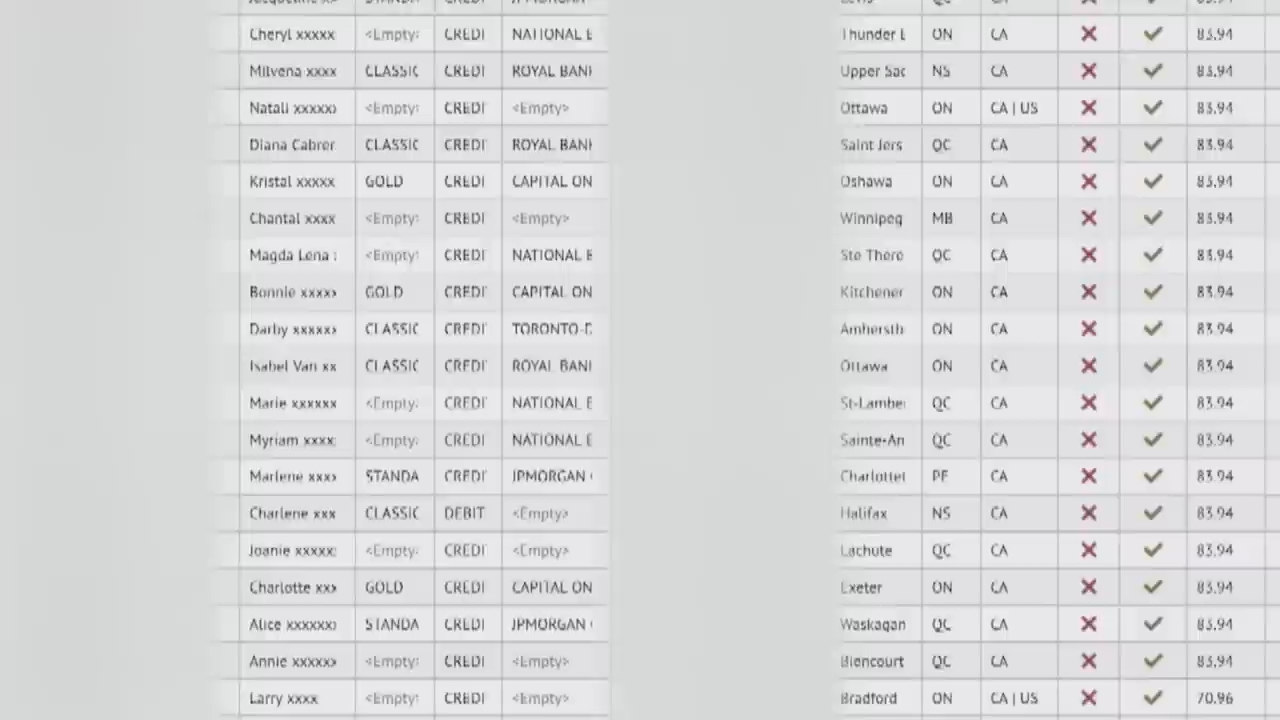 Cheryl xxxxx <Empty> CREDI NATIONAL E Thunder ON CA 83.94
Milvena xxxx CLASSIC CREDI ROYAL BANI Upper Sac NS CA 83.94
Natali xxxxxx <Empty> CREDI <Empty> Ottawa ON CA | US 83.94
Diana Cabrer CLASSIC CREDI ROYAL BANI Saint Jers QC CA 83.94
Kristal xxxxx GOLD CREDI CAPITAL ON Oshawa ON CA 83.94
Chantal xxxx <Empty> CREDI <Empty> Winnipeg MB CA 83.94
Magda Lena <Empty> CREDI NATIONAL E Ste There QC CA 83.94
Bonnie xxxxx GOLD CREDI CAPITAL ON Kitchener ON CA 83.94
Darby xxxxxx CLASSIC CREDI TORONTO-D Amherstb ON CA 83.94
Isabel Van xx CLASSIC CREDI ROYAL BANI Ottawa ON CA 83.94
Marie xxxxxx <Empty> CREDI NATIONAL E St-Lambe QC CA 83.94
Myriam xxxx <Empty> CREDI NATIONAL E Sainte-An QC CA 83.94
Marlene xxxx STANDA CREDI JPMORGAN Charlottet PE CA 83.94
Charlene xxx CLASSIC DEBIT <Empty> Halifax NS CA 83.94
Joanie xxxxx <Empty> CREDI <Empty> Lachute QC CA 83.94
Charlotte xxx GOLD CREDI CAPITAL ON Exeter ON CA 83.94
Alice xxxxxxx STANDA CREDI JPMORGAN Waskagan QC CA 83.94
Annie xxxxxx <Empty> CREDI <Empty> Biencourt QC CA 83.94
Larry xxxx <Empty> CREDI <Empty> Bradford ON CA | US 70.96